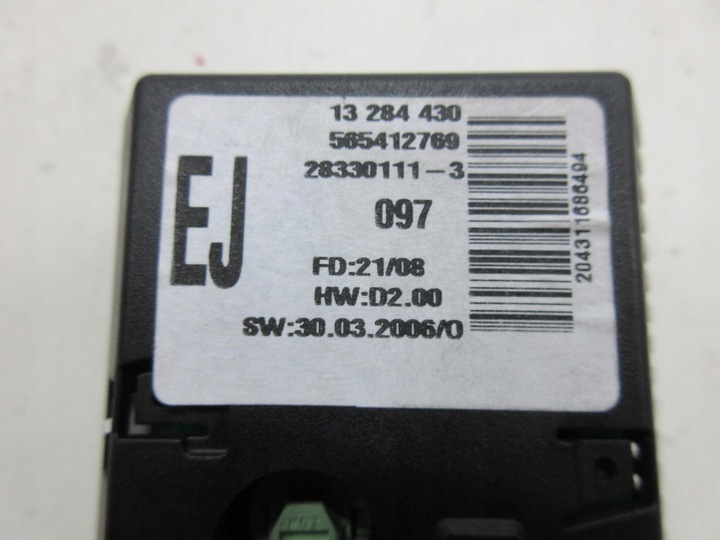 13 284 430
565412769
28330111-3
EJ
097
FD:21/08
HW:D2.00
SW:30.03.2006/O
204311686494